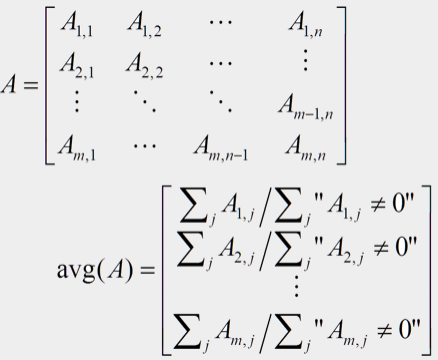 A = [ A_{1,1} A_{1,2} ⋯ A_{1,n}
A_{2,1} A_{2,2} ⋯ ⋮
⋮ ⋱ ⋱ A_{m−1,n}
A_{m,1} ⋯ A_{m,n−1} A_{m,n} ]
avg(A) = [ ∑_j A_{1,j} / ∑_j "A_{1,j} ≠ 0"
∑_j A_{2,j} / ∑_j "A_{2,j} ≠ 0"
⋮
∑_j A_{m,j} / ∑_j "A_{m,j} ≠ 0" ]